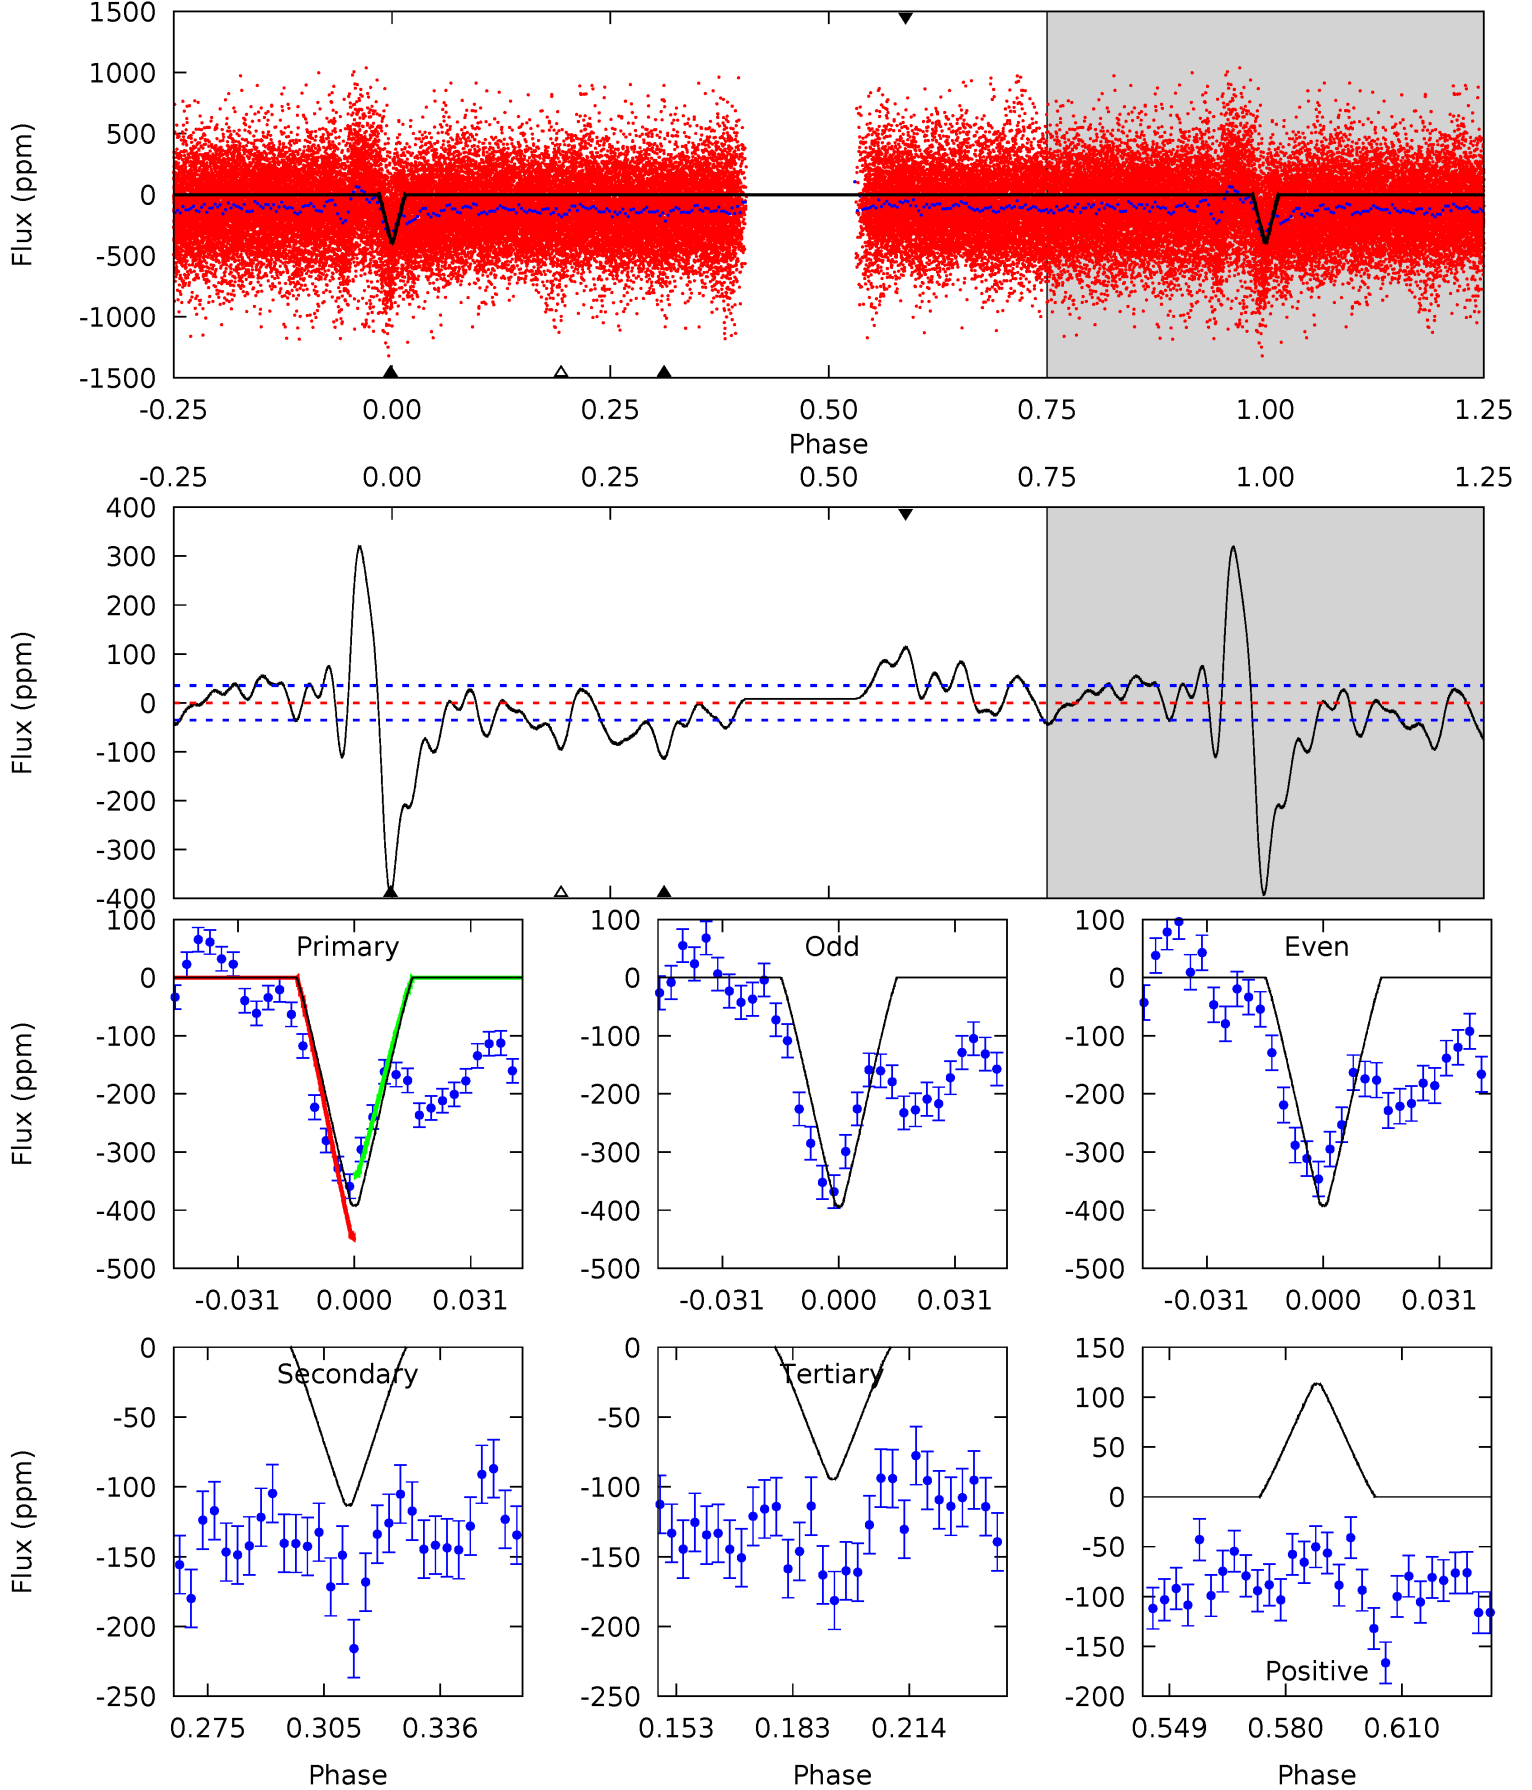 1500
1000
500
0
-500
-1000
-1500
Flux (ppm)
-0.25 0.00 0.25 0.50 0.75 1.00 1.25
Phase
-0.25 0.00 0.25 0.50 0.75 1.00 1.25
400
300
200
100
0
-100
-200
-300
-400
Flux (ppm)
Primary Odd Even
100 100 100
0 0 0
-100 -100 -100
-200 -200 -200
-300 -300 -300
-400 -400 -400
-500 -500 -500
Flux (ppm)
-0.031 0.000 0.031 -0.031 0.000 0.031 -0.031 0.000 0.031
Secondary Tertiary
0 0 150
-50 -50 100
-100 -100 50
-150 -150 0
-200 -200 -50
-250 -250 -100
-150
-200
Positive
Flux (ppm)
0.275 0.305 0.336 0.153 0.183 0.214 0.549 0.580 0.610
Phase Phase Phase